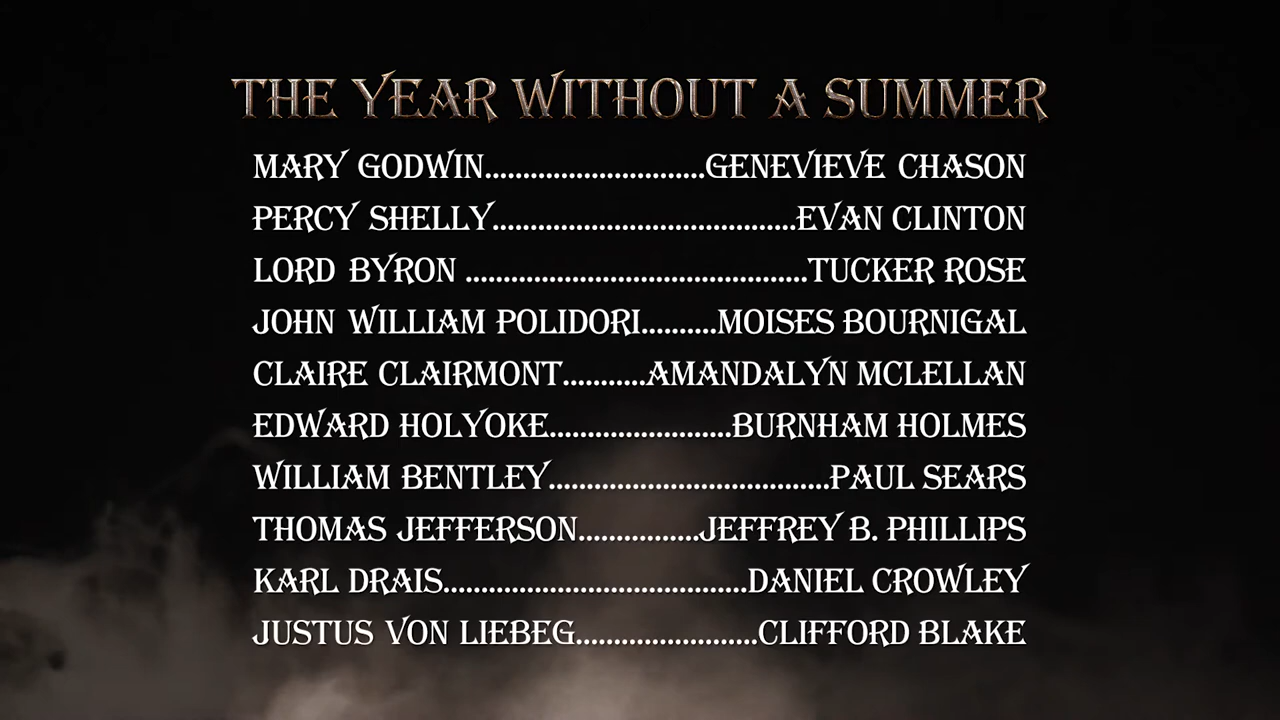 THE YEAR WITHOUT A SUMMER
MARY GODWIN.............................GENEVIEVE CHASON
PERCY SHELLY........................................EVAN CLINTON
LORD BYRON .............................................TUCKER ROSE
JOHN WILLIAM POLIDORI..........MOISES BOURNIGAL
CLAIRE CLAIRMONT...........AMANDALYN MCLELLAN
EDWARD HOLYOKE........................BURNHAM HOLMES
WILLIAM BENTLEY.....................................PAUL SEARS
THOMAS JEFFERSON................JEFFREY B. PHILLIPS
KARL DRAIS........................................DANIEL CROWLEY
JUSTUS VON LIEBEG........................CLIFFORD BLAKE